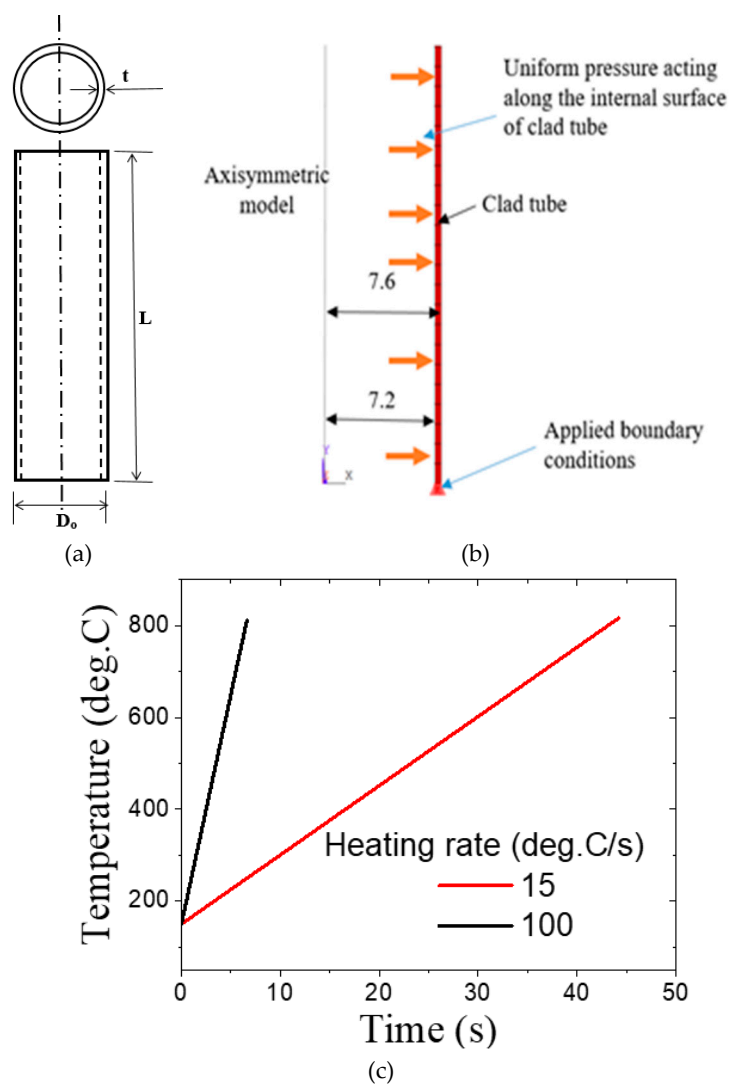 t
L
Dₒ
(a)
Uniform pressure acting
along the internal surface
of clad tube
Axisymmetric
model
Clad tube
7.6
7.2
Y
X
Applied boundary
conditions
(b)
Temperature (deg.C)
800
600
400
200
Heating rate (deg.C/s)
15
100
0 10 20 30 40 50
Time (s)
(c)